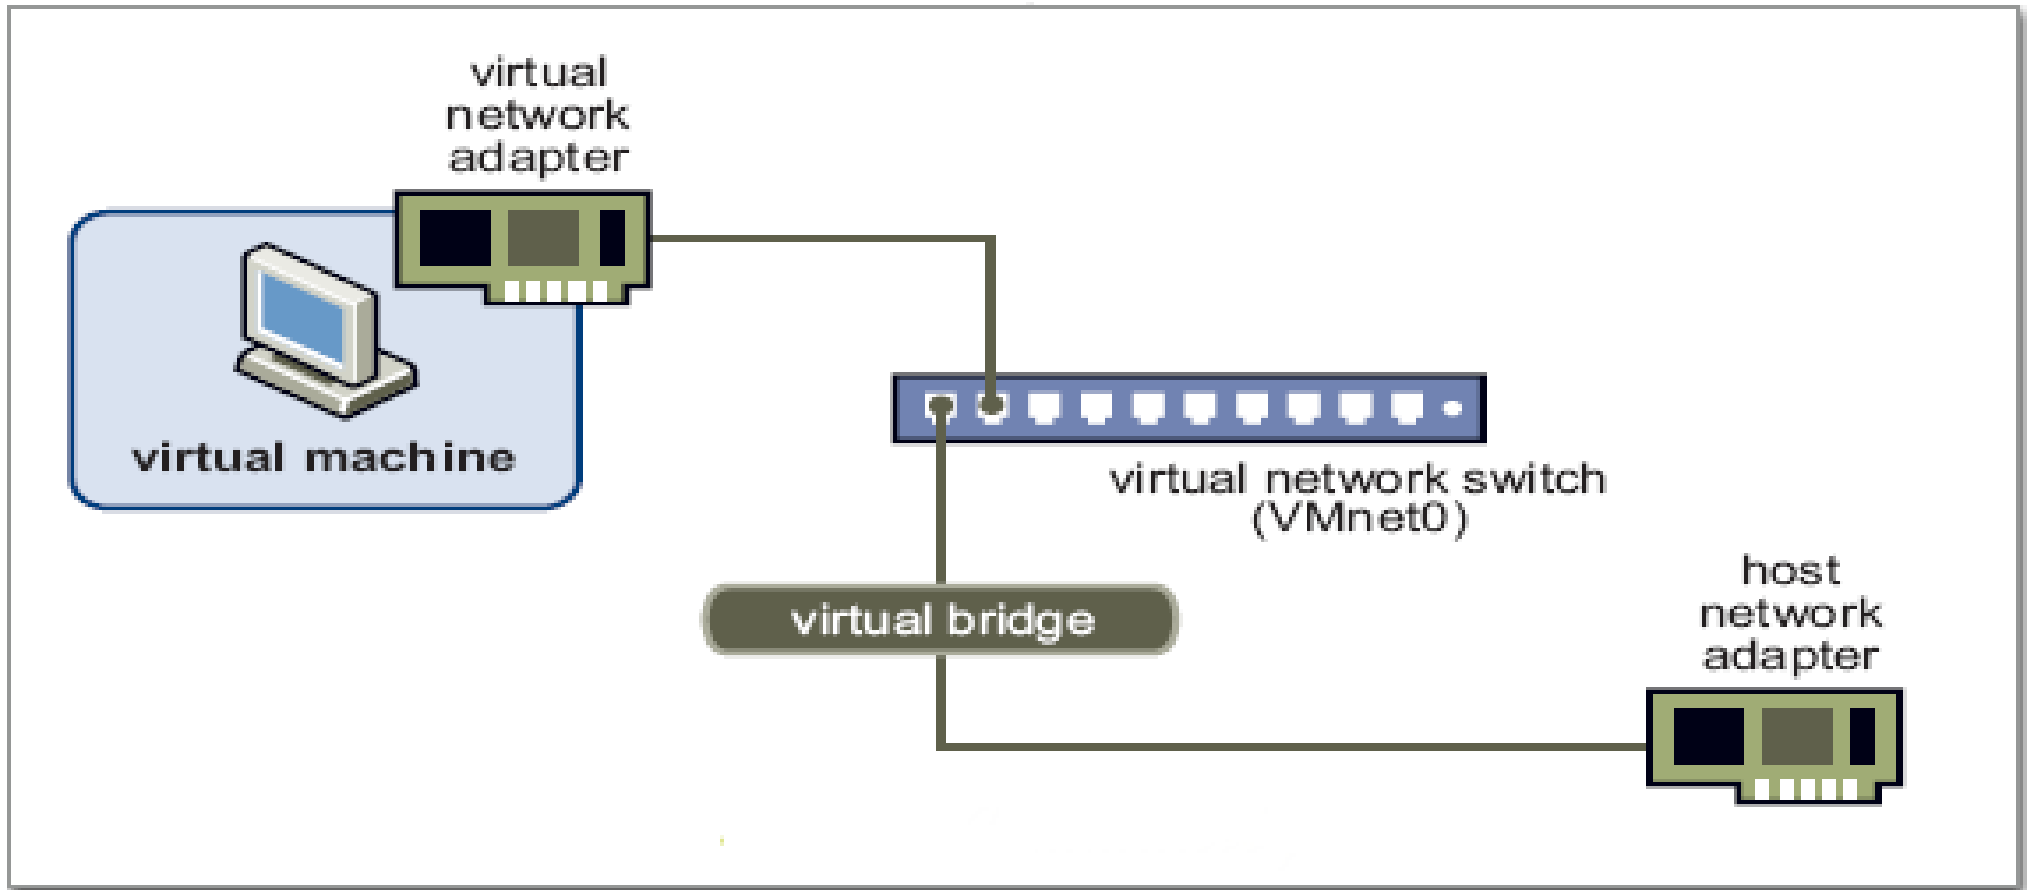 virtual
network
adapter
virtual machine
virtual network switch
(VMnet0)
virtual bridge
host
network
adapter